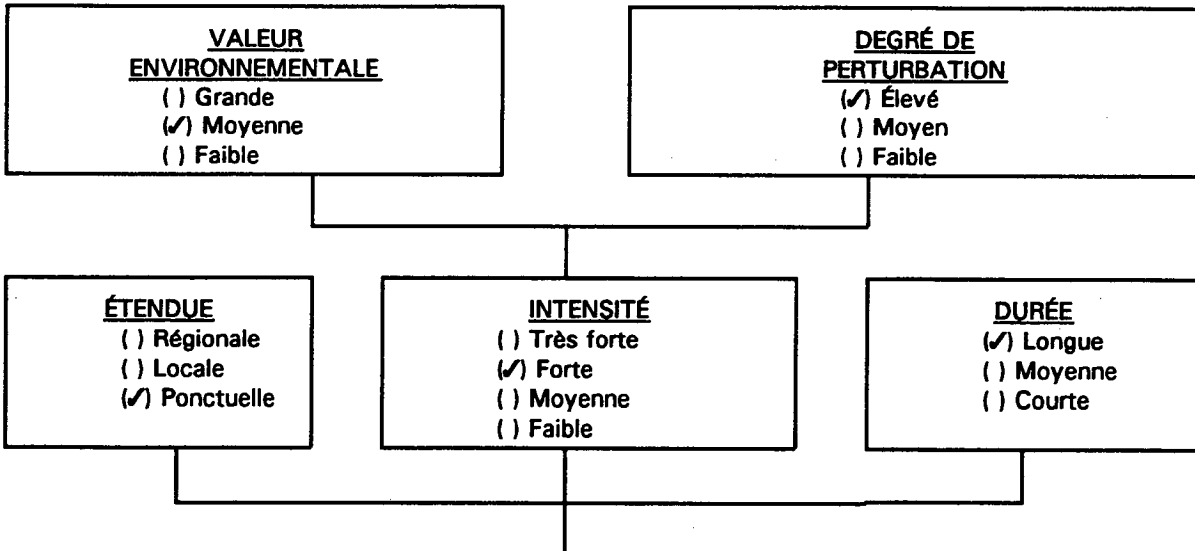 VALEUR
ENVIRONNEMENTALE
( ) Grande
(✓) Moyenne
( ) Faible
DEGRÉ DE
PERTURBATION
(✓) Élevé
( ) Moyen
( ) Faible
ÉTENDUE
( ) Régionale
( ) Locale
(✓) Ponctuelle
INTENSITÉ
( ) Très forte
(✓) Forte
( ) Moyenne
( ) Faible
DURÉE
(✓) Longue
( ) Moyenne
( ) Courte